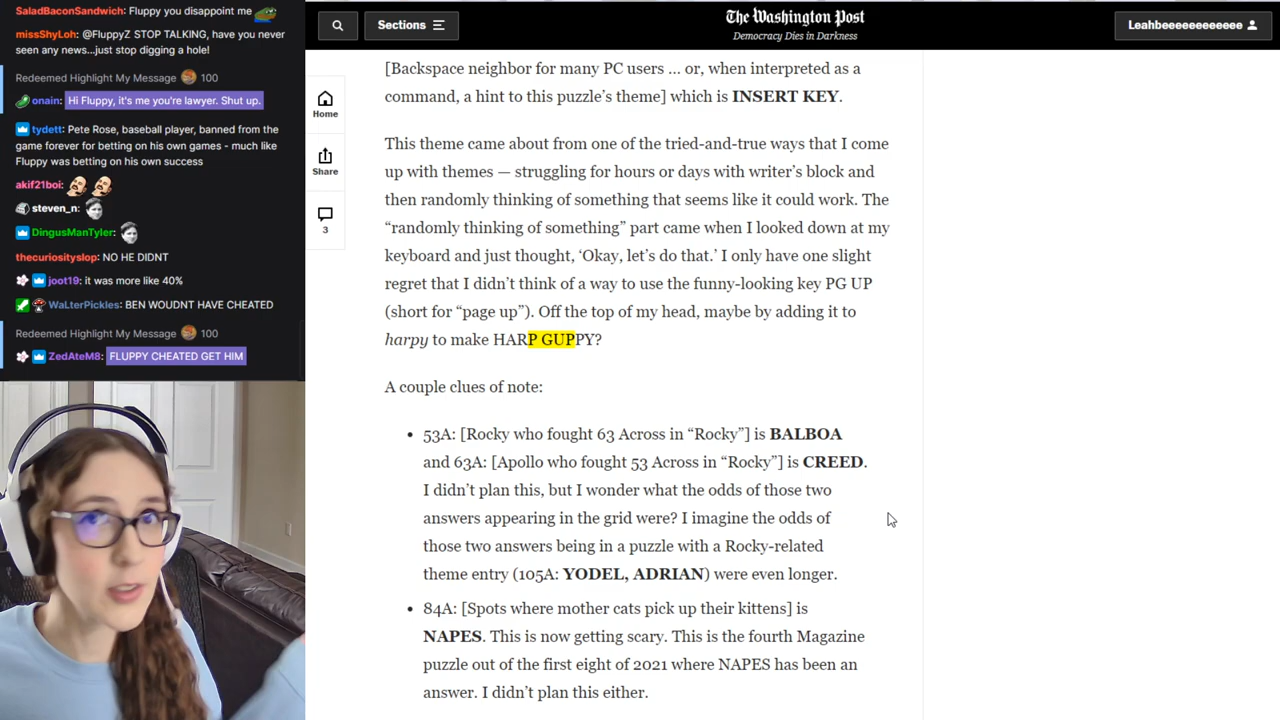 SaladBaconSandwich: Fluppy you disappoint me
missShyLoh: @FluppyZ STOP TALKING, have you never
seen any news...just stop digging a hole!
Redeemed Highlight My Message 100
onain: Hi Fluppy, it's me you're lawyer. Shut up.
tydett: Pete Rose, baseball player, banned from the
game forever for betting on his own games - much like
Fluppy was betting on his own success
akif21boi:
steven_n:
DingusManTyler:
thecuriosityslop: NO HE DIDNT
joot19: it was more like 40%
WaLterPickles: BEN WOUDNT HAVE CHEATED
Redeemed Highlight My Message 100
ZedAteM8: FLUPPY CHEATED GET HIM
Sections
The Washington Post
Democracy Dies in Darkness
Leahbeeeeeeeeeeee
Home
Share
3
[Backspace neighbor for many PC users … or, when interpreted as a
command, a hint to this puzzle’s theme] which is INSERT KEY.
This theme came about from one of the tried-and-true ways that I come
up with themes — struggling for hours or days with writer’s block and
then randomly thinking of something that seems like it could work. The
“randomly thinking of something” part came when I looked down at my
keyboard and just thought, ‘Okay, let’s do that.’ I only have one slight
regret that I didn’t think of a way to use the funny-looking key PG UP
(short for “page up”). Off the top of my head, maybe by adding it to
harpy to make HARP GUPPY?
A couple clues of note:
• 53A: [Rocky who fought 63 Across in “Rocky”] is BALBOA
and 63A: [Apollo who fought 53 Across in “Rocky”] is CREED.
I didn’t plan this, but I wonder what the odds of those two
answers appearing in the grid were? I imagine the odds of
those two answers being in a puzzle with a Rocky-related
theme entry (105A: YODEL, ADRIAN) were even longer.
• 84A: [Spots where mother cats pick up their kittens] is
NAPES. This is now getting scary. This is the fourth Magazine
puzzle out of the first eight of 2021 where NAPES has been an
answer. I didn’t plan this either.